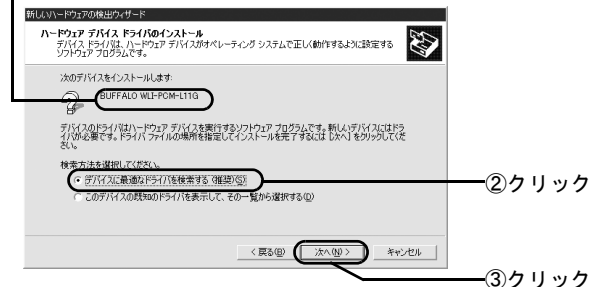 新しいハードウェアの検出ウィザード
ハードウェア デバイス ドライバのインストール
デバイス ドライバは、ハードウェア デバイスがオペレーティング システムで正しく動作するように設定する
ソフトウェア プログラムです。
次のデバイスをインストールします:
BUFFALO WLI-PCM-L11G
デバイスのドライバはハードウェア デバイスを実行するソフトウェア プログラムです。新しいデバイスにはドラ
イバが必要です。ドライバ ファイルの場所を指定してインストールを完了するには [次へ] をクリックしてくだ
さい。
検索方法を選択してください。
デバイスに最適なドライバを検索する (推奨)(S)
②クリック
このデバイスの既知のドライバを表示して、その一覧から選択する(D)
< 戻る(B)
次へ(N) >
キャンセル
③クリック